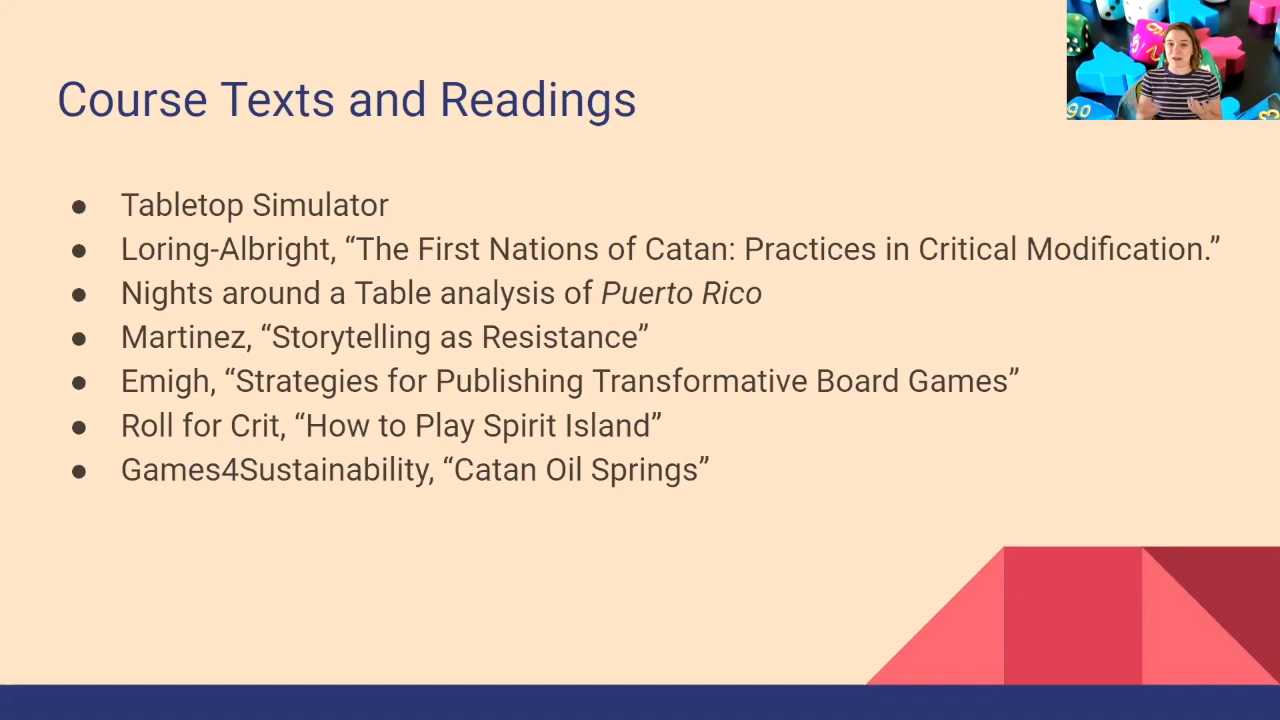 Course Texts and Readings
● Tabletop Simulator
● Loring-Albright, “The First Nations of Catan: Practices in Critical Modification.”
● Nights around a Table analysis of Puerto Rico
● Martinez, “Storytelling as Resistance”
● Emigh, “Strategies for Publishing Transformative Board Games”
● Roll for Crit, “How to Play Spirit Island”
● Games4Sustainability, “Catan Oil Springs”
90